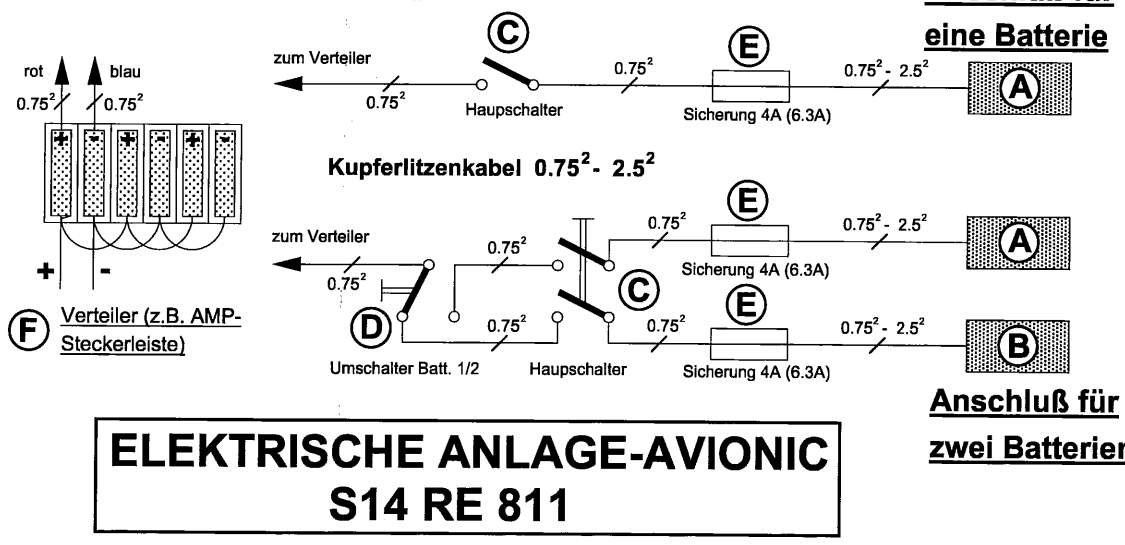 eine Batterie
C
E
zum Verteiler
0.75²
0.75²
0.75² - 2.5²
A
Haupschalter
Sicherung 4A (6.3A)
rot
blau
0.75²
0.75²
+ - + - + -
Kupferlitzenkabel 0.75² - 2.5²
E
zum Verteiler
0.75²
0.75²
0.75²
0.75² - 2.5²
A
Sicherung 4A (6.3A)
C
+ -
F
Verteiler (z.B. AMP-
Steckerleiste)
D
E
0.75²
0.75²
0.75² - 2.5²
B
Umschalter Batt. 1/2
Haupschalter
Sicherung 4A (6.3A)
Anschluß für
zwei Batterien
ELEKTRISCHE ANLAGE-AVIONIC
S14 RE 811